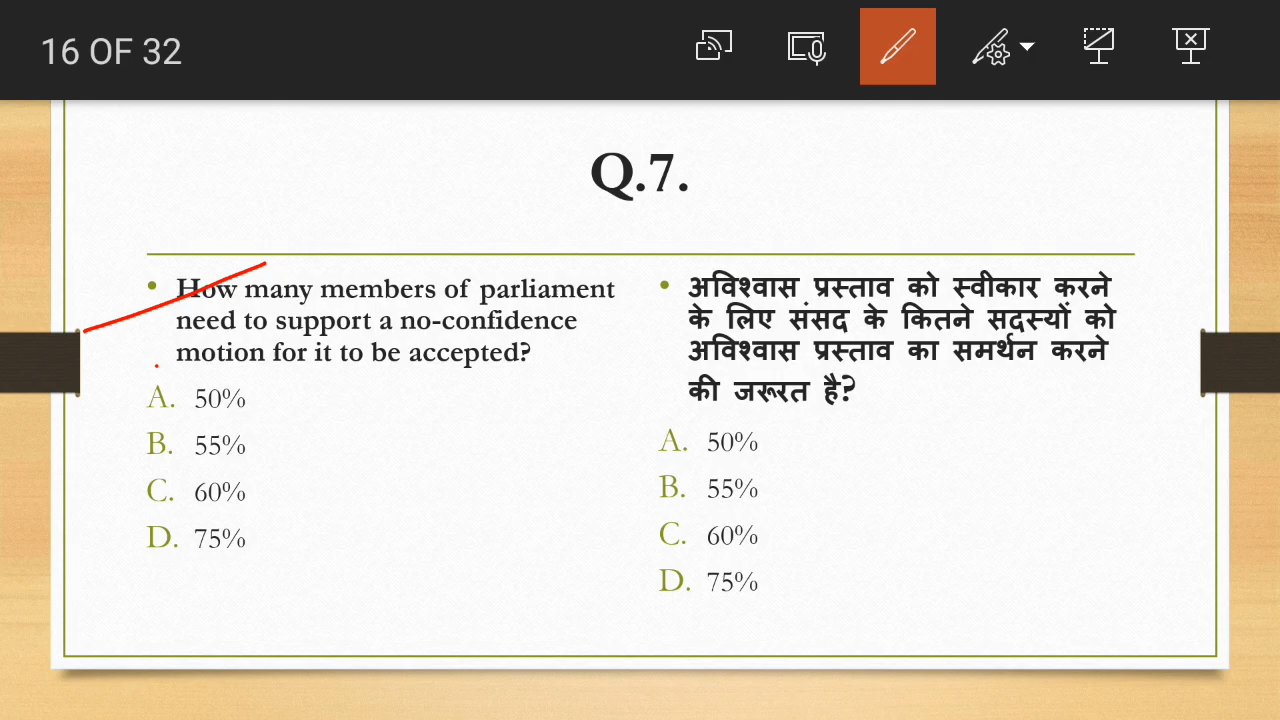 16 OF 32
Q.7.
• How many members of parliament
need to support a no-confidence
motion for it to be accepted?
A. 50%
B. 55%
C. 60%
D. 75%
• अविश्वास प्रस्ताव को स्वीकार करने
के लिए संसद के कितने सदस्यों को
अविश्वास प्रस्ताव का समर्थन करने
की जरूरत है?
A. 50%
B. 55%
C. 60%
D. 75%